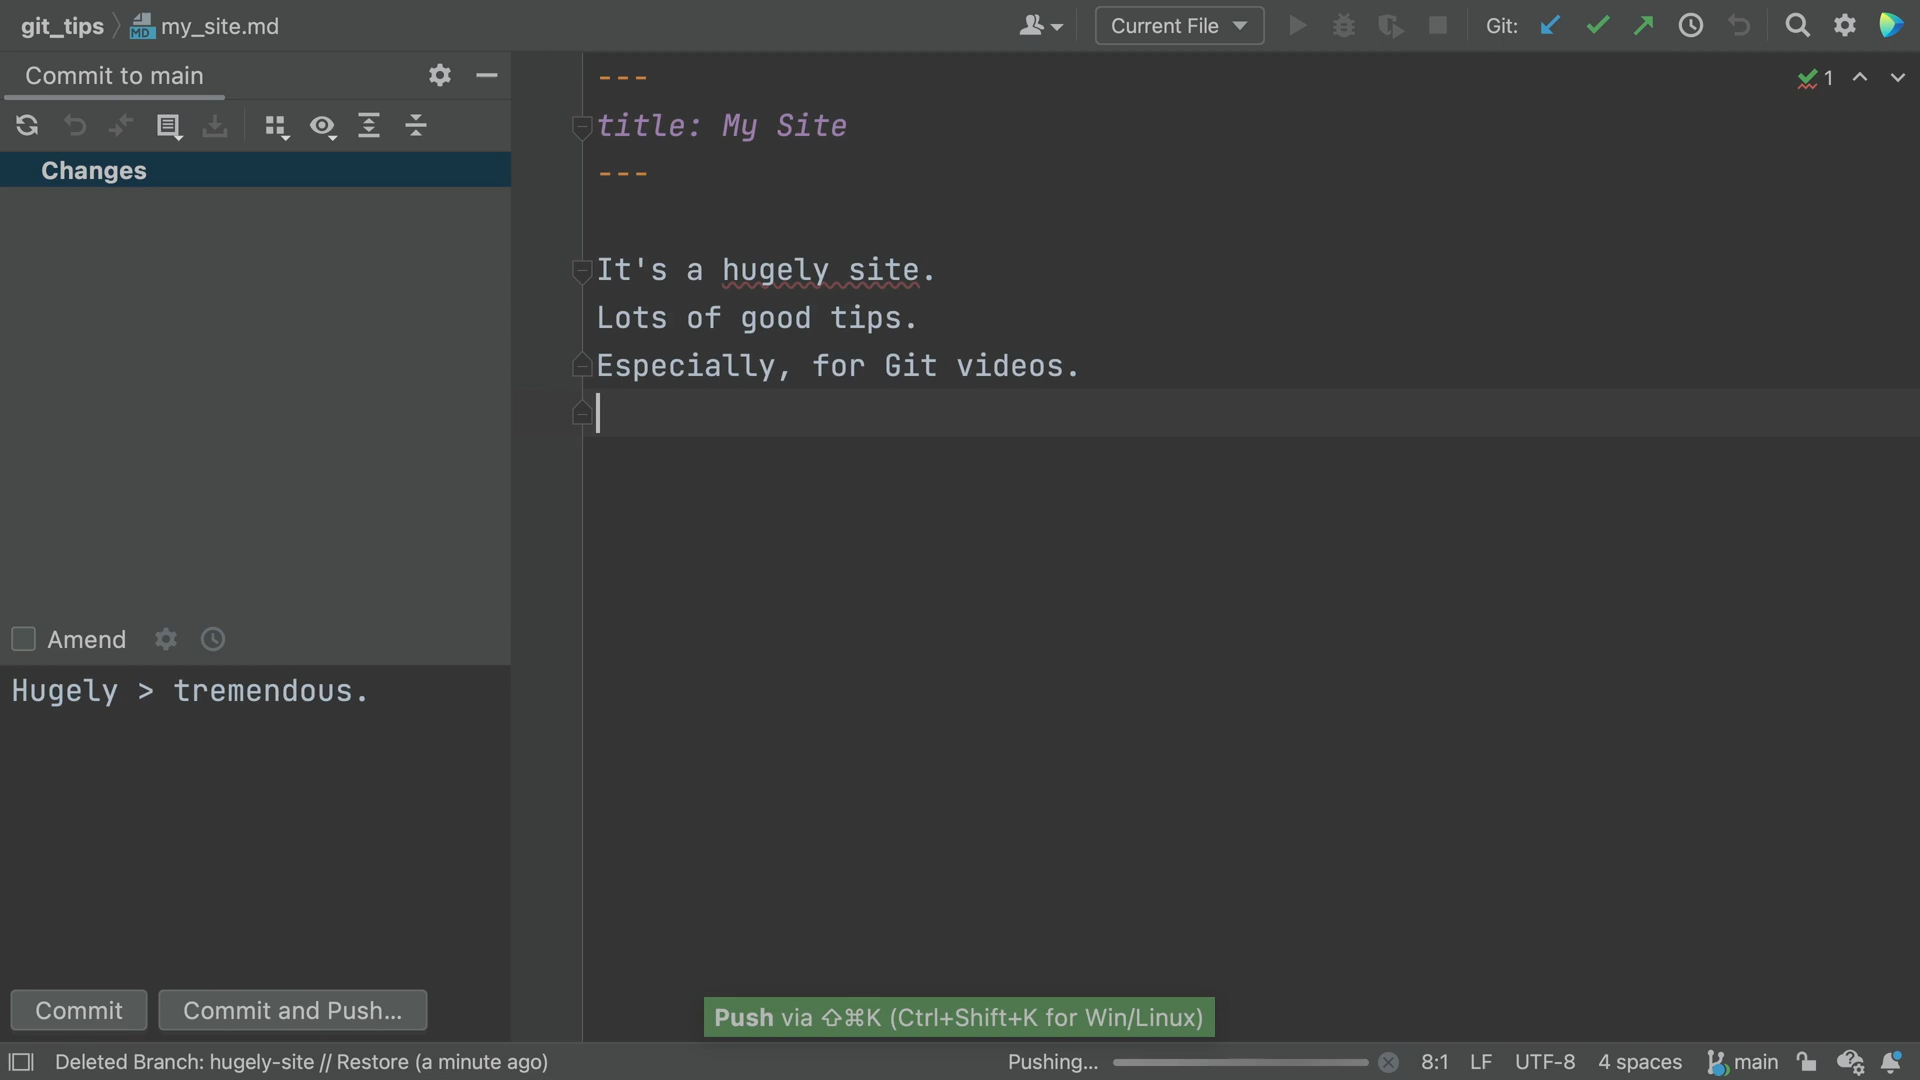 git_tips my_site.md
Current File
Git:
Commit to main
Changes
---
title: My Site
---
1
It's a hugely site.
Lots of good tips.
Especially, for Git videos.
Amend
Hugely > tremendous.
Commit
Commit and Push...
Push via ⇧⌘K (Ctrl+Shift+K for Win/Linux)
Deleted Branch: hugely-site // Restore (a minute ago)
Pushing...
8:1 LF UTF-8 4 spaces main